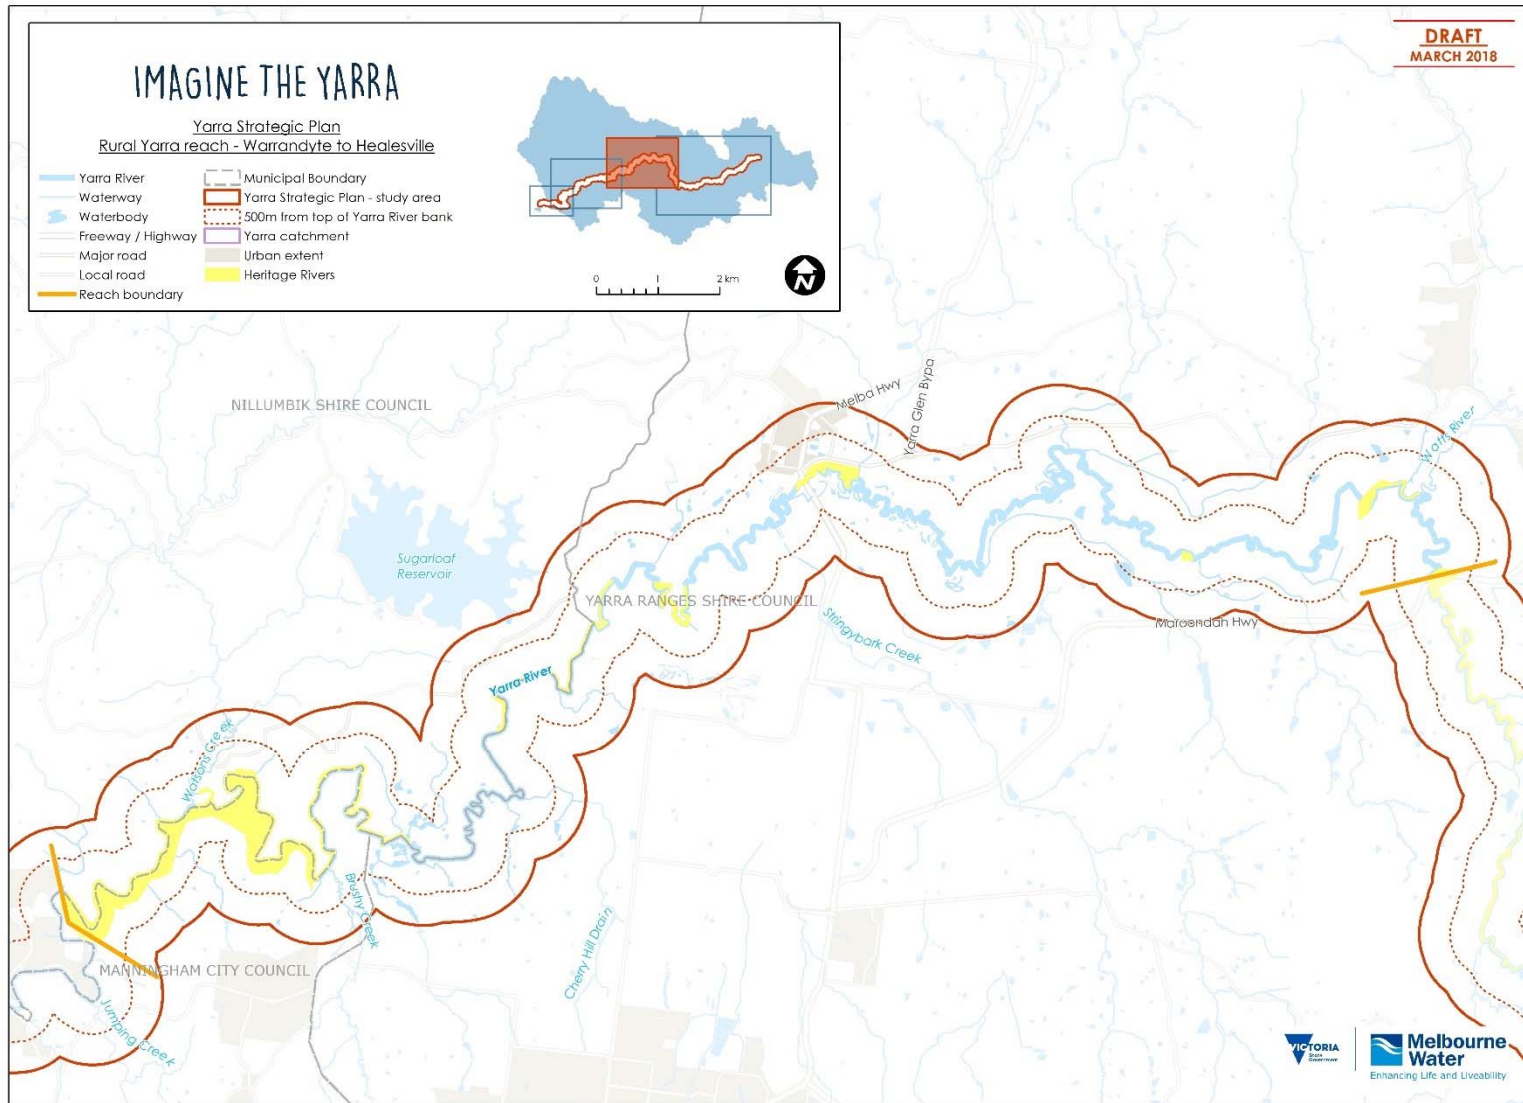 DRAFT
MARCH 2018
IMAGINE THE YARRA
Yarra Strategic Plan
Rural Yarra reach - Warrandyte to Healesville
Yarra River
Waterway
Waterbody
Freeway / Highway
Major road
Local road
Reach boundary
Municipal Boundary
Yarra Strategic Plan - study area
500m from top of Yarra River bank
Yarra catchment
Urban extent
Heritage Rivers
0 1 2 km
N
NILLUMBIK SHIRE COUNCIL
Melba Hwy
Yarra Glen Bypa
Watts River
Sugarloaf
Reservoir
YARRA RANGES SHIRE COUNCIL
Stringybark Creek
Maroondah Hwy
Yarra River
Watsons Creek
Brushy Creek
Cherry Hill Drain
MANNINGHAM CITY COUNCIL
Jumping Creek
VICTORIA
State
Government
Melbourne
Water
Enhancing Life and Liveability